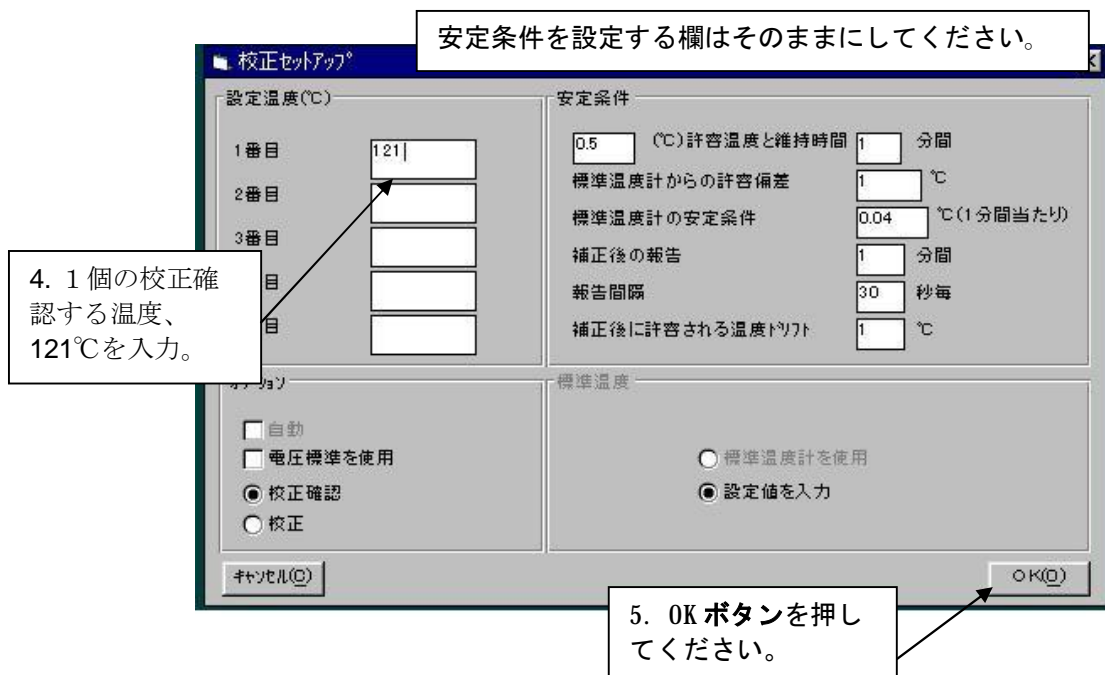 安定条件を設定する欄はそのままにしてください。
校正セットアップ
設定温度(℃)
1番目
121
2番目
3番目
目
目
4. １個の校正確
認する温度、
121℃を入力。
安定条件
0.5 (℃)許容温度と維持時間 1 分間
標準温度計からの許容偏差 1 ℃
標準温度計の安定条件 0.04 ℃(1分間当たり)
補正後の報告 1 分間
報告間隔 30 秒毎
補正後に許容される温度ドリフト 1 ℃
オプション
自動
電圧標準を使用
校正確認
校正
標準温度
標準温度計を使用
設定値を入力
キャンセル(C)
OK(O)
5. OK ボタンを押し
てください。